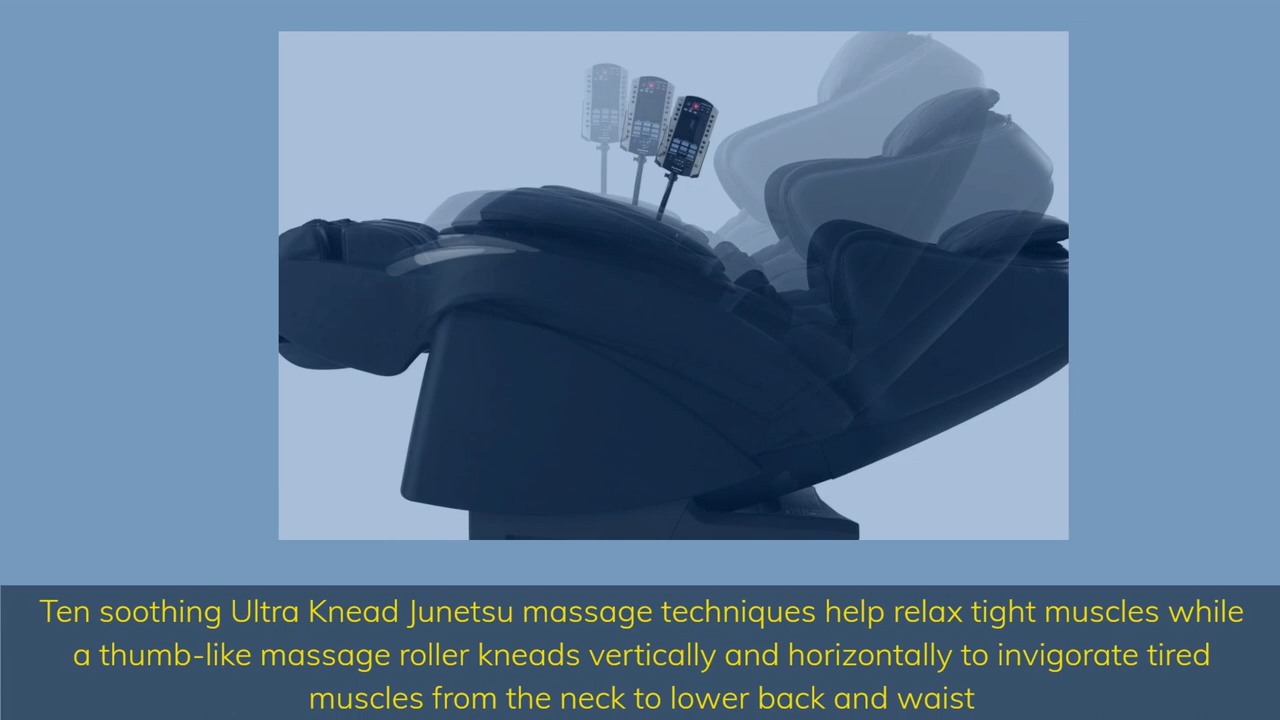 Ten soothing Ultra Knead Junetsu massage techniques help relax tight muscles while
a thumb-like massage roller kneads vertically and horizontally to invigorate tired
muscles from the neck to lower back and waist